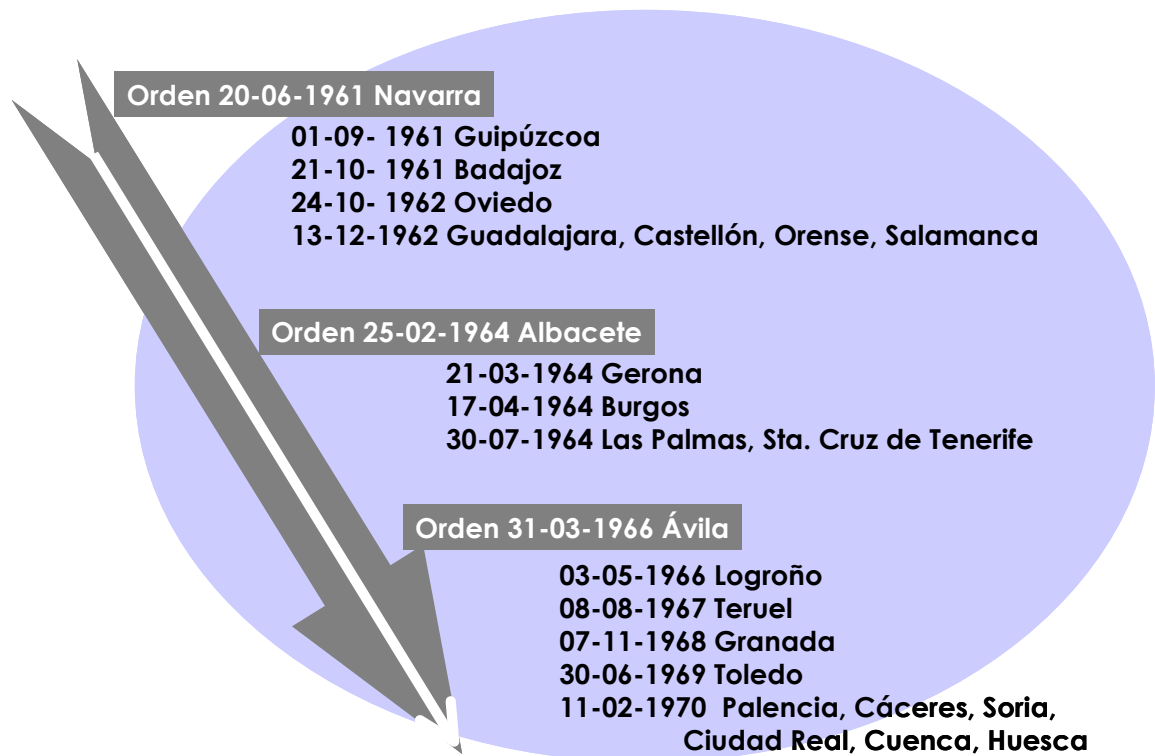 Orden 20-06-1961 Navarra
01-09- 1961 Guipúzcoa
21-10- 1961 Badajoz
24-10- 1962 Oviedo
13-12-1962 Guadalajara, Castellón, Orense, Salamanca
Orden 25-02-1964 Albacete
21-03-1964 Gerona
17-04-1964 Burgos
30-07-1964 Las Palmas, Sta. Cruz de Tenerife
Orden 31-03-1966 Ávila
03-05-1966 Logroño
08-08-1967 Teruel
07-11-1968 Granada
30-06-1969 Toledo
11-02-1970 Palencia, Cáceres, Soria,
Ciudad Real, Cuenca, Huesca